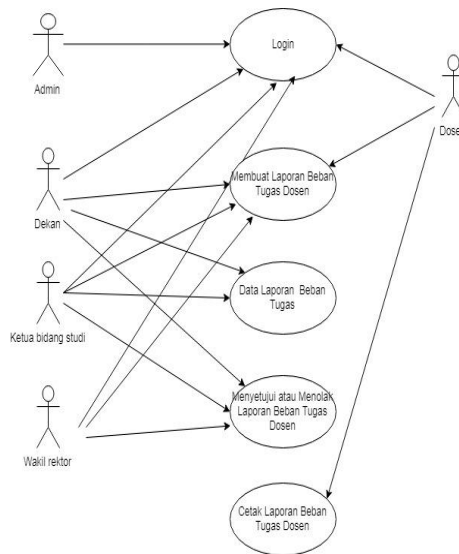 Login
Admin
Dose
Membuat Laporan Beban
Tugas Dosen
Dekan
Data Laporan Beban
Tugas
Ketua bidang studi
Menyetujui atau Menolak
Laporan Beban Tugas
Dosen
Wakil rektor
Cetak Laporan Beban
Tugas Dosen